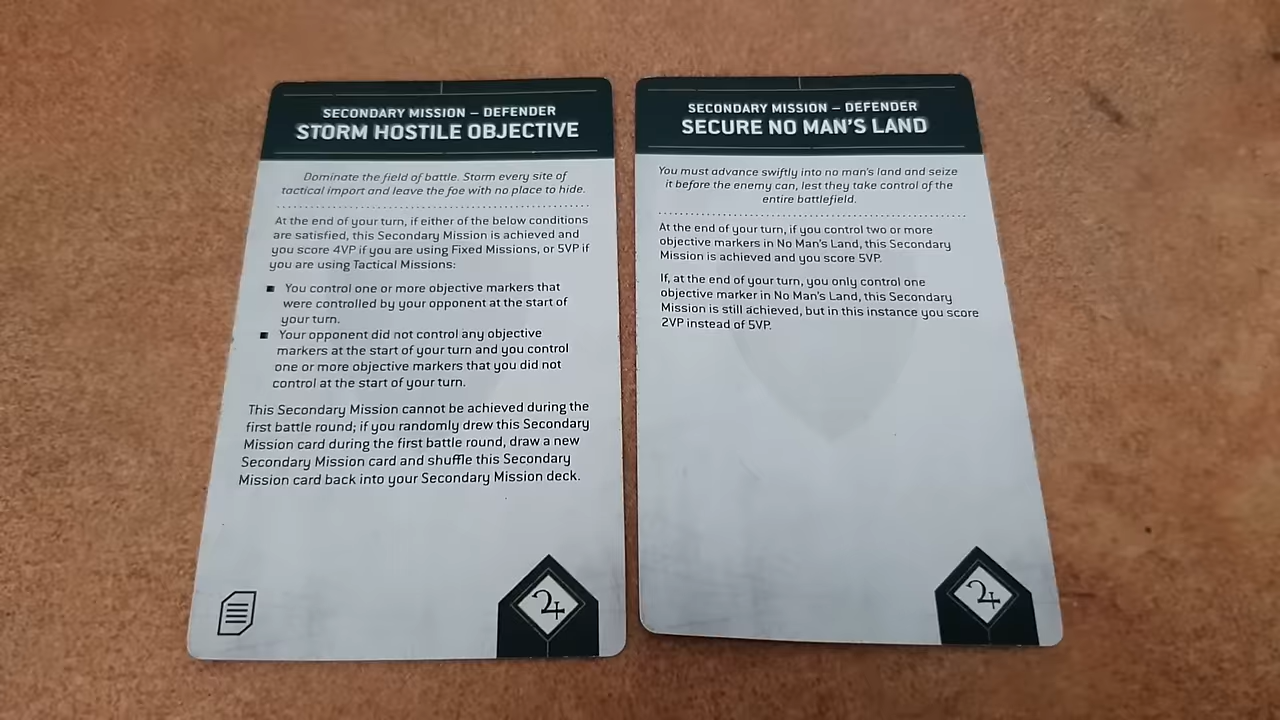 SECONDARY MISSION – DEFENDER
STORM HOSTILE OBJECTIVE
Dominate the field of battle. Storm every site of
tactical import and leave the foe with no place to hide.
At the end of your turn, if either of the below conditions
are satisfied, this Secondary Mission is achieved and
you score 4VP if you are using Fixed Missions, or 5VP if
you are using Tactical Missions:
■ You control one or more objective markers that
were controlled by your opponent at the start of
your turn.
■ Your opponent did not control any objective
markers at the start of your turn and you control
one or more objective markers that you did not
control at the start of your turn.
This Secondary Mission cannot be achieved during the
first battle round; if you randomly drew this Secondary
Mission card during the first battle round, draw a new
Secondary Mission card and shuffle this Secondary
Mission card back into your Secondary Mission deck.
SECONDARY MISSION – DEFENDER
SECURE NO MAN'S LAND
You must advance swiftly into no man's land and seize
it before the enemy can, lest they take control of the
entire battlefield.
At the end of your turn, if you control two or more
objective markers in No Man's Land, this Secondary
Mission is achieved and you score 5VP.
If, at the end of your turn, you only control one
objective marker in No Man's Land, this Secondary
Mission is still achieved, but in this instance you score
2VP instead of 5VP.